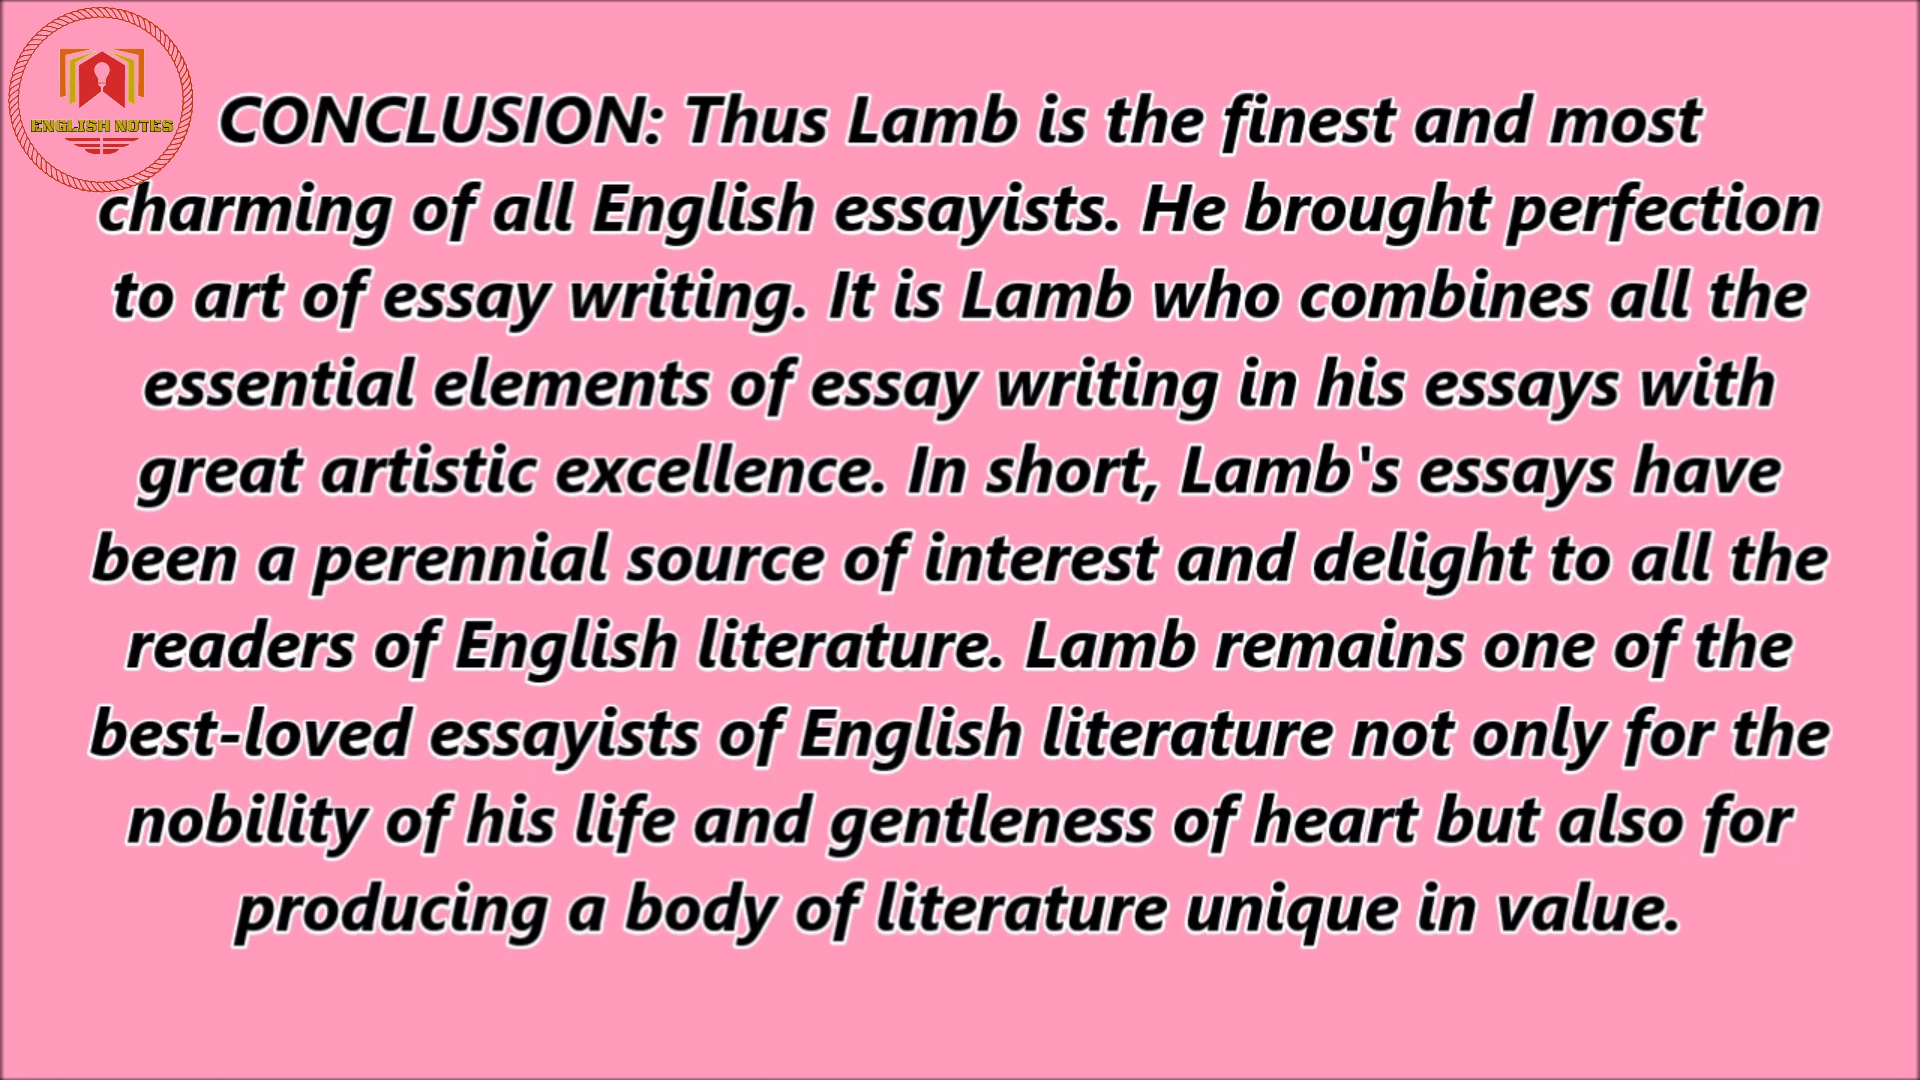 ENGLISH NOTES
CONCLUSION: Thus Lamb is the finest and most
charming of all English essayists. He brought perfection
to art of essay writing. It is Lamb who combines all the
essential elements of essay writing in his essays with
great artistic excellence. In short, Lamb's essays have
been a perennial source of interest and delight to all the
readers of English literature. Lamb remains one of the
best-loved essayists of English literature not only for the
nobility of his life and gentleness of heart but also for
producing a body of literature unique in value.